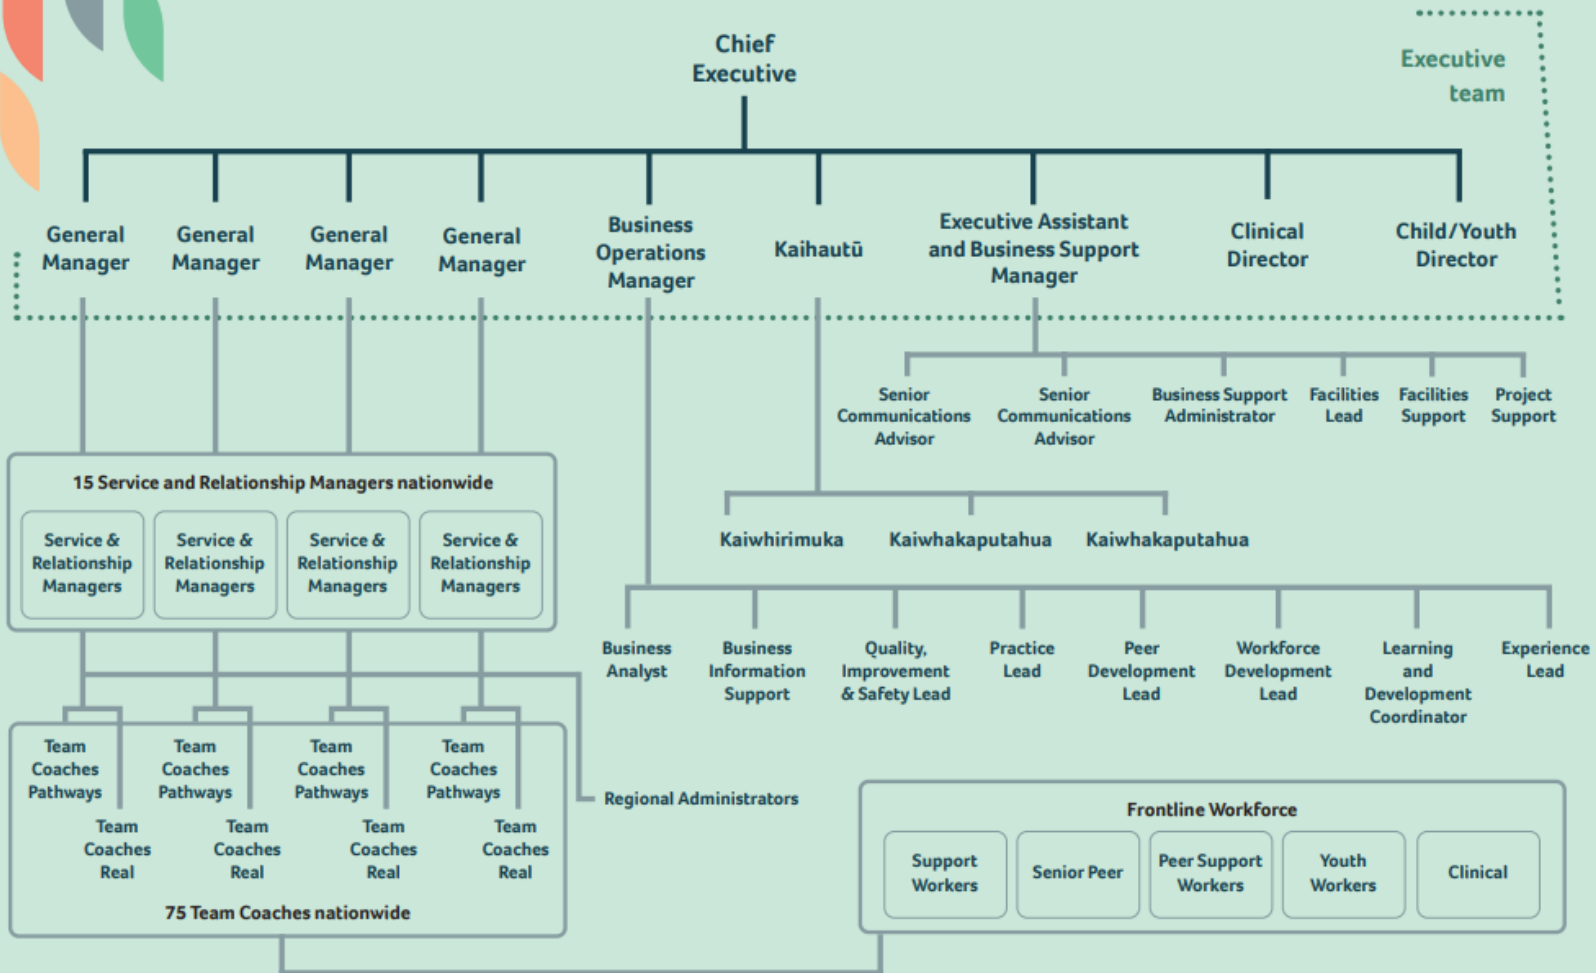 Chief
Executive
Executive
team
General
Manager
General
Manager
General
Manager
General
Manager
Business
Operations
Manager
Kaihautū
Executive Assistant
and Business Support
Manager
Clinical
Director
Child/Youth
Director
Senior
Communications
Advisor
Senior
Communications
Advisor
Business Support
Administrator
Facilities
Lead
Facilities
Support
Project
Support
15 Service and Relationship Managers nationwide
Service &
Relationship
Managers
Service &
Relationship
Managers
Service &
Relationship
Managers
Service &
Relationship
Managers
Kaiwhirimuka
Kaiwhakaputahua
Kaiwhakaputahua
Business
Analyst
Business
Information
Support
Quality,
Improvement
& Safety Lead
Practice
Lead
Peer
Development
Lead
Workforce
Development
Lead
Learning
and
Development
Coordinator
Experience
Lead
Team
Coaches
Pathways
Team
Coaches
Pathways
Team
Coaches
Pathways
Team
Coaches
Pathways
Team
Coaches
Real
Team
Coaches
Real
Team
Coaches
Real
Team
Coaches
Real
75 Team Coaches nationwide
Regional Administrators
Frontline Workforce
Support
Workers
Senior Peer
Peer Support
Workers
Youth
Workers
Clinical